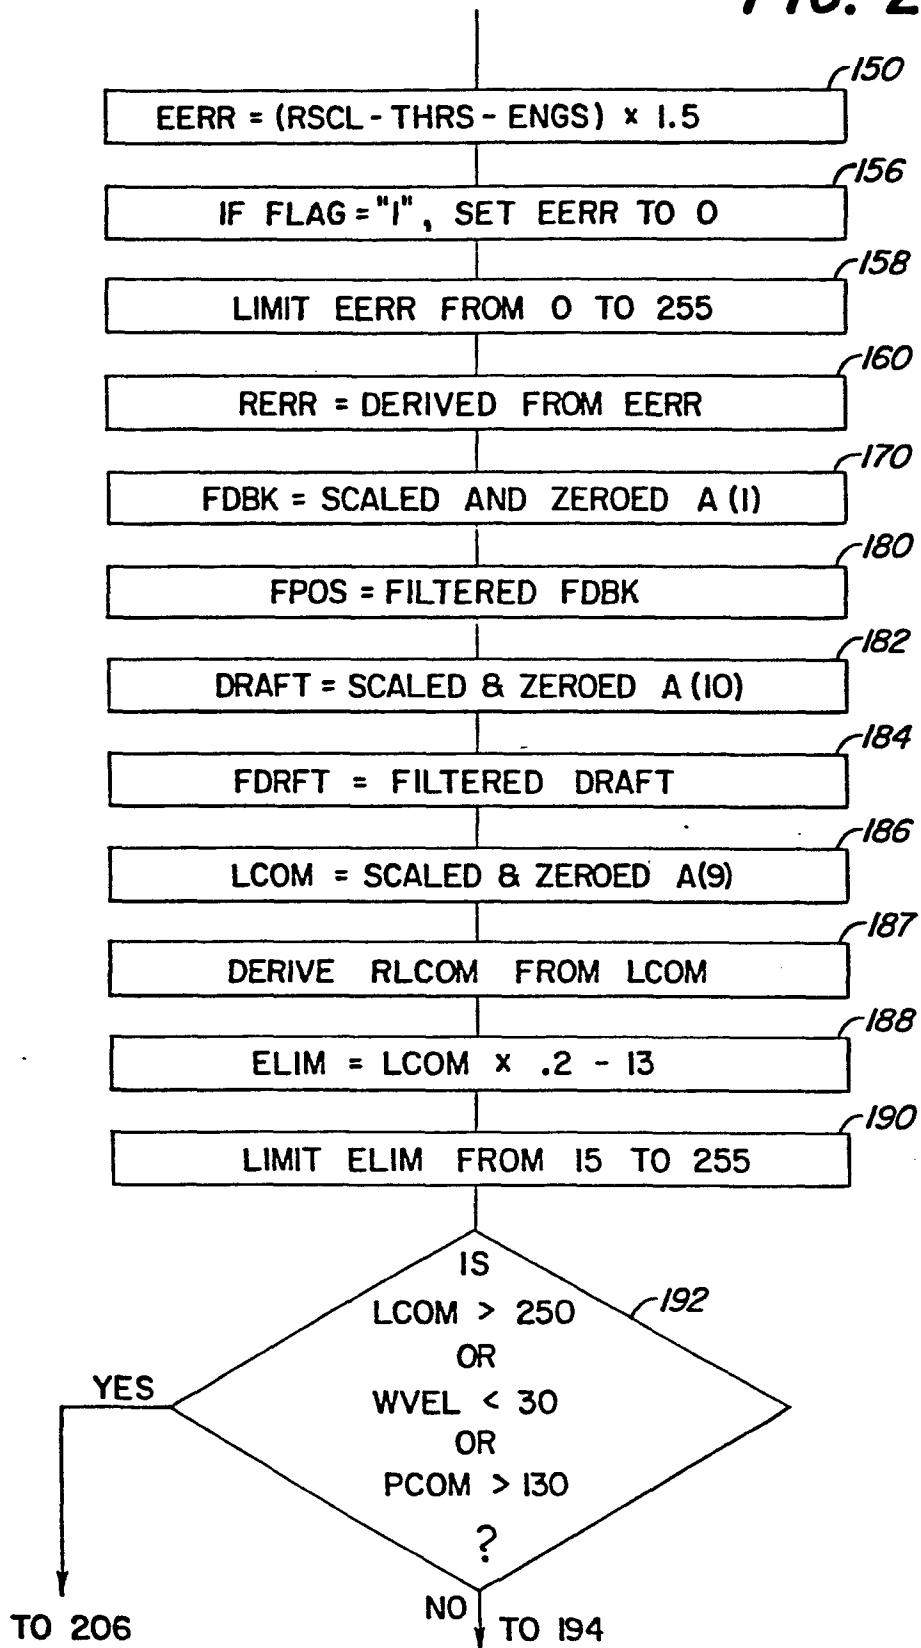 FIG. 2
150
EERR = (RSCL - THRS - ENGS) × 1.5
156
IF FLAG = "1", SET EERR TO 0
158
LIMIT EERR FROM 0 TO 255
160
RERR = DERIVED FROM EERR
170
FDBK = SCALED AND ZEROED A (1)
180
FPOS = FILTERED FDBK
182
DRAFT = SCALED & ZEROED A (10)
184
FDRFT = FILTERED DRAFT
186
LCOM = SCALED & ZEROED A(9)
187
DERIVE RLCOM FROM LCOM
188
ELIM = LCOM × .2 - 13
190
LIMIT ELIM FROM 15 TO 255
192
IS
LCOM > 250
OR
WVEL < 30
OR
PCOM > 130
?
YES
TO 206
NO
TO 194